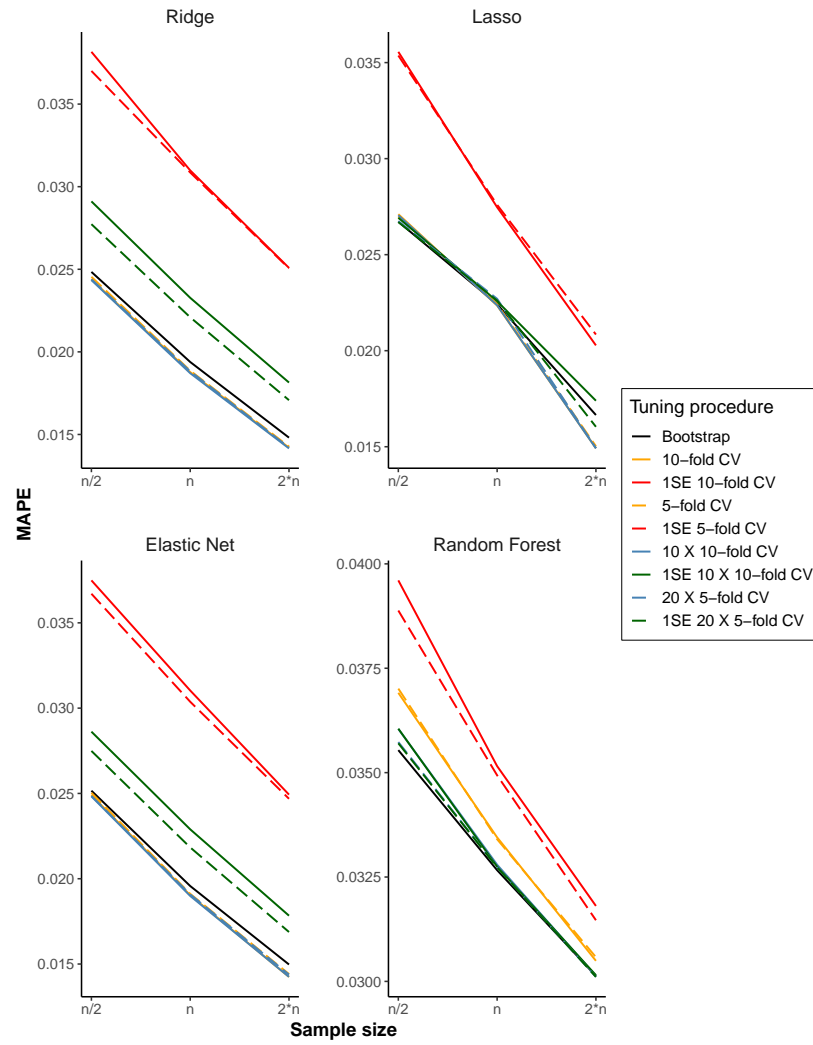 Ridge
Lasso
0.035
0.030
0.025
0.020
0.015
n/2
n
2*n
0.035
0.030
0.025
0.020
0.015
n/2
n
2*n
Elastic Net
Random Forest
0.035
0.030
0.025
0.020
0.015
n/2
n
2*n
0.0400
0.0375
0.0350
0.0325
0.0300
n/2
n
2*n
MAPE
Sample size
Tuning procedure
Bootstrap
10−fold CV
1SE 10−fold CV
5−fold CV
1SE 5−fold CV
10 X 10−fold CV
1SE 10 X 10−fold CV
20 X 5−fold CV
1SE 20 X 5−fold CV